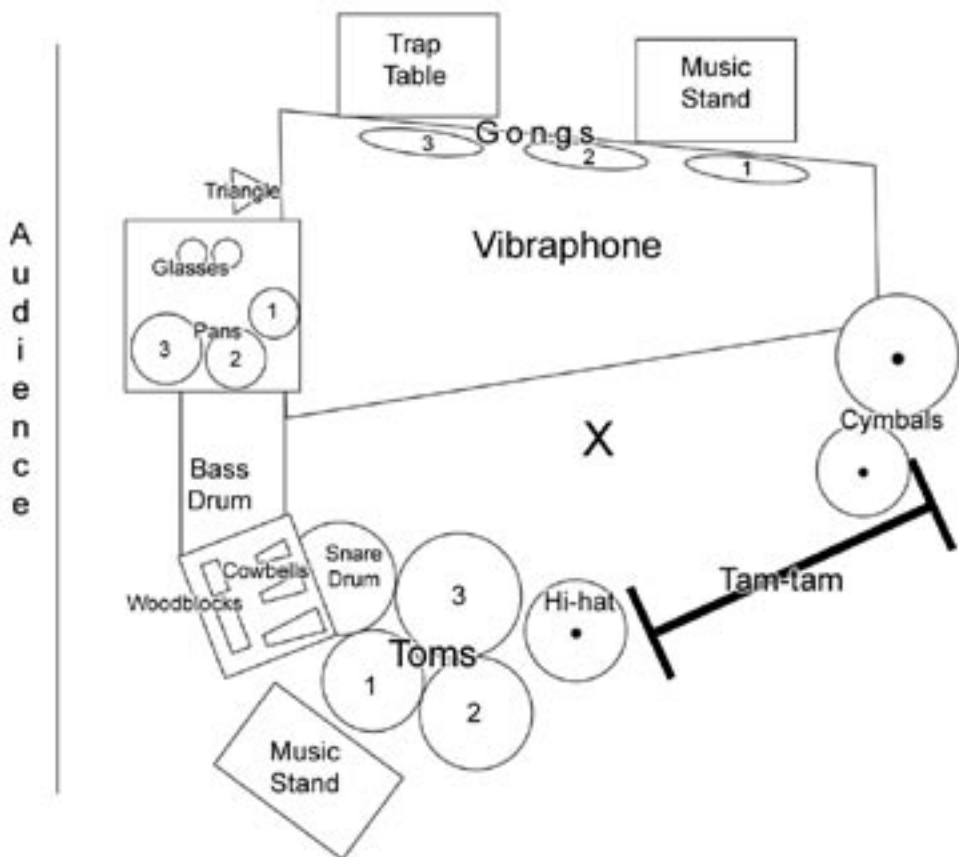 Trap
Table
Music
Stand
Gongs
3
2
1
Triangle
Audience
Vibraphone
Glasses
1
Pans
3
2
Cymbals
X
Bass
Drum
Snare
Drum
Cowbells
Woodblocks
Tam-tam
3
Hi-hat
Toms
1
2
Music
Stand